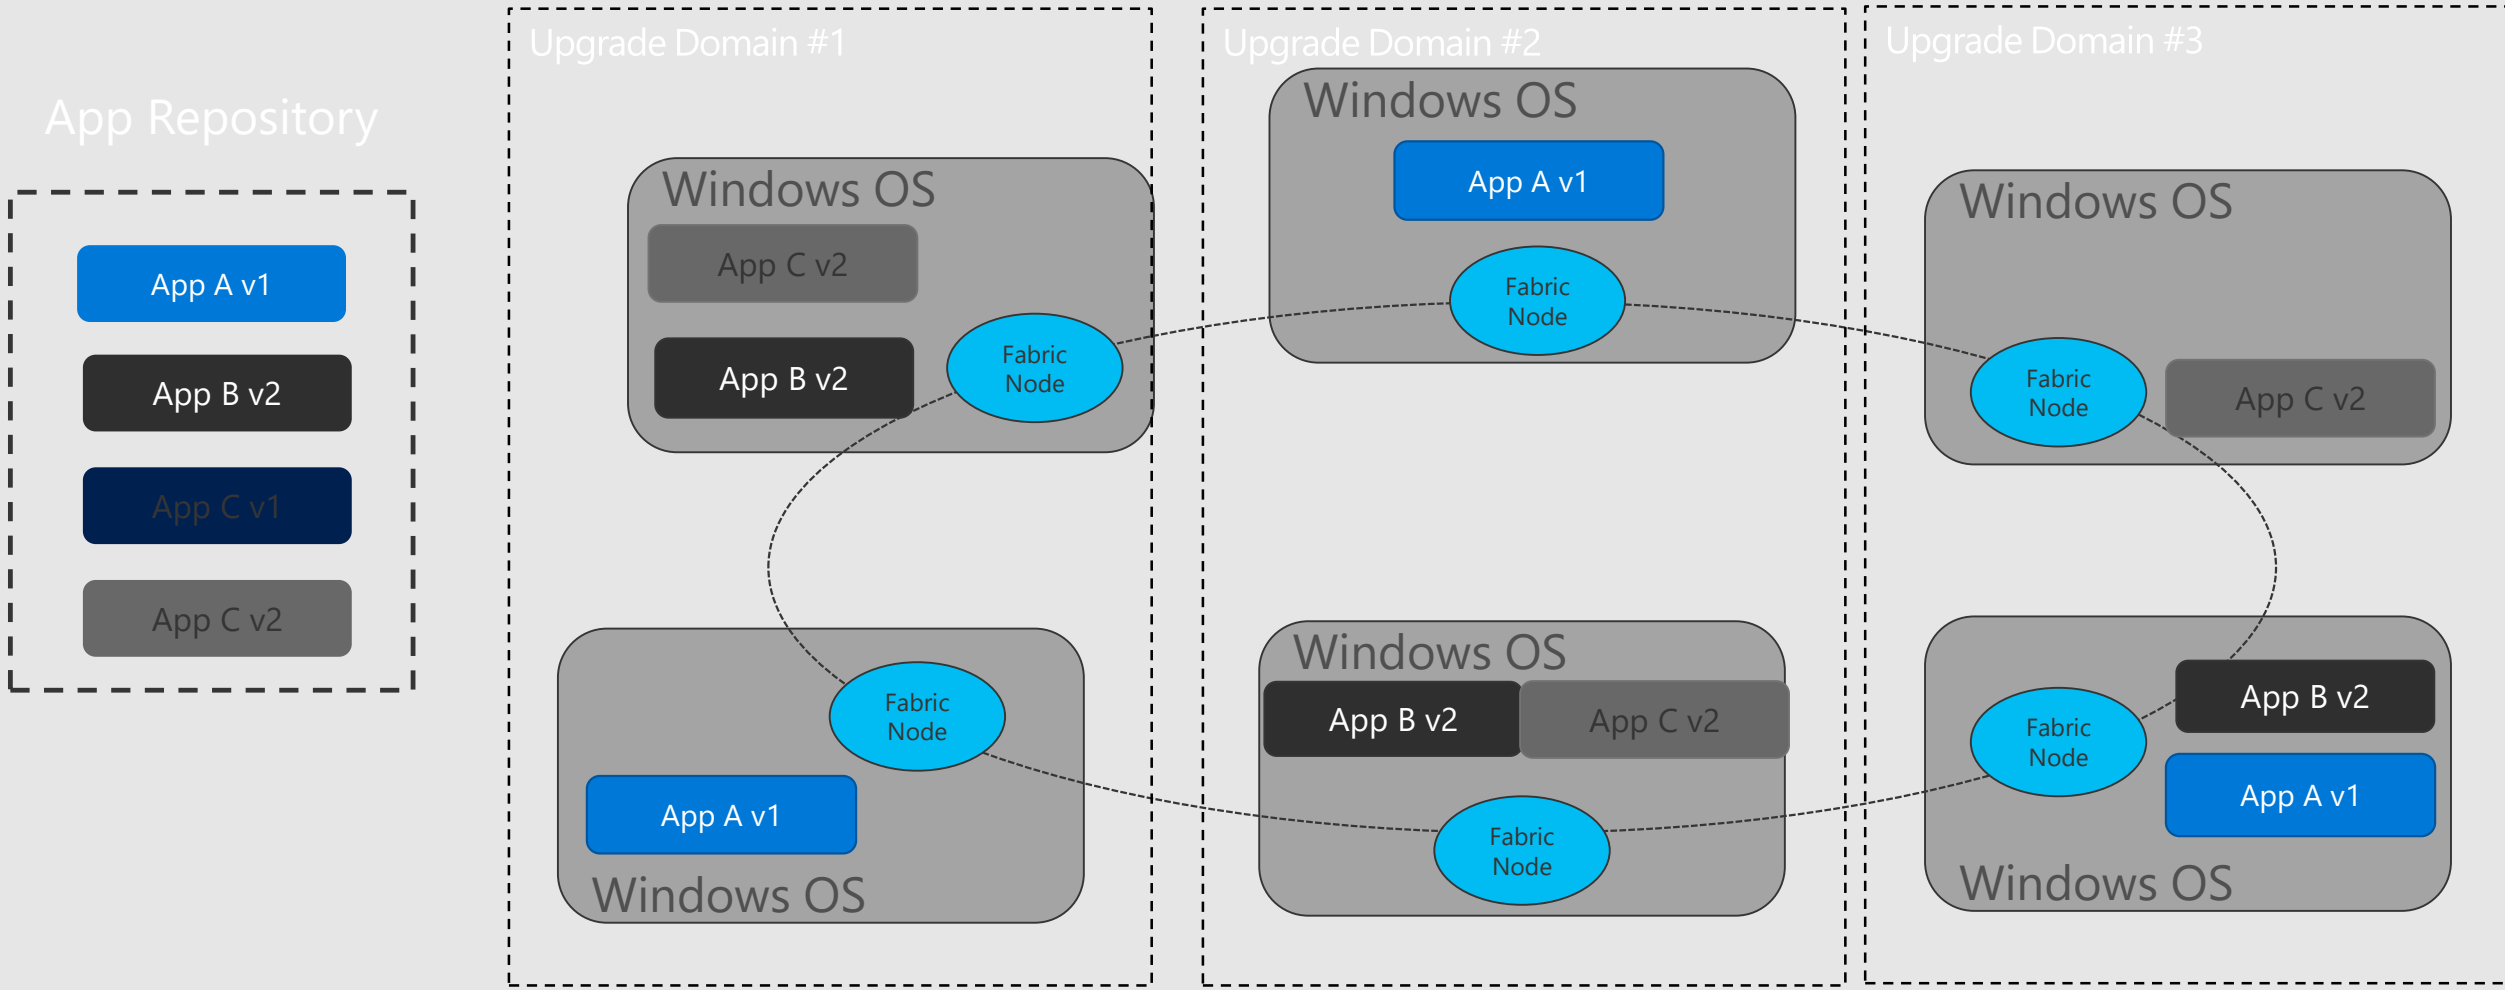 App Repository
App A v1
App B v2
App C v1
App C v2
Upgrade Domain #1
Windows OS
App C v2
App B v2
Fabric
Node
Fabric
Node
App A v1
Windows OS
Upgrade Domain #2
Windows OS
App A v1
Fabric
Node
Windows OS
App B v2
App C v2
Fabric
Node
Upgrade Domain #3
Windows OS
Fabric
Node
App C v2
App B v2
Fabric
Node
App A v1
Windows OS